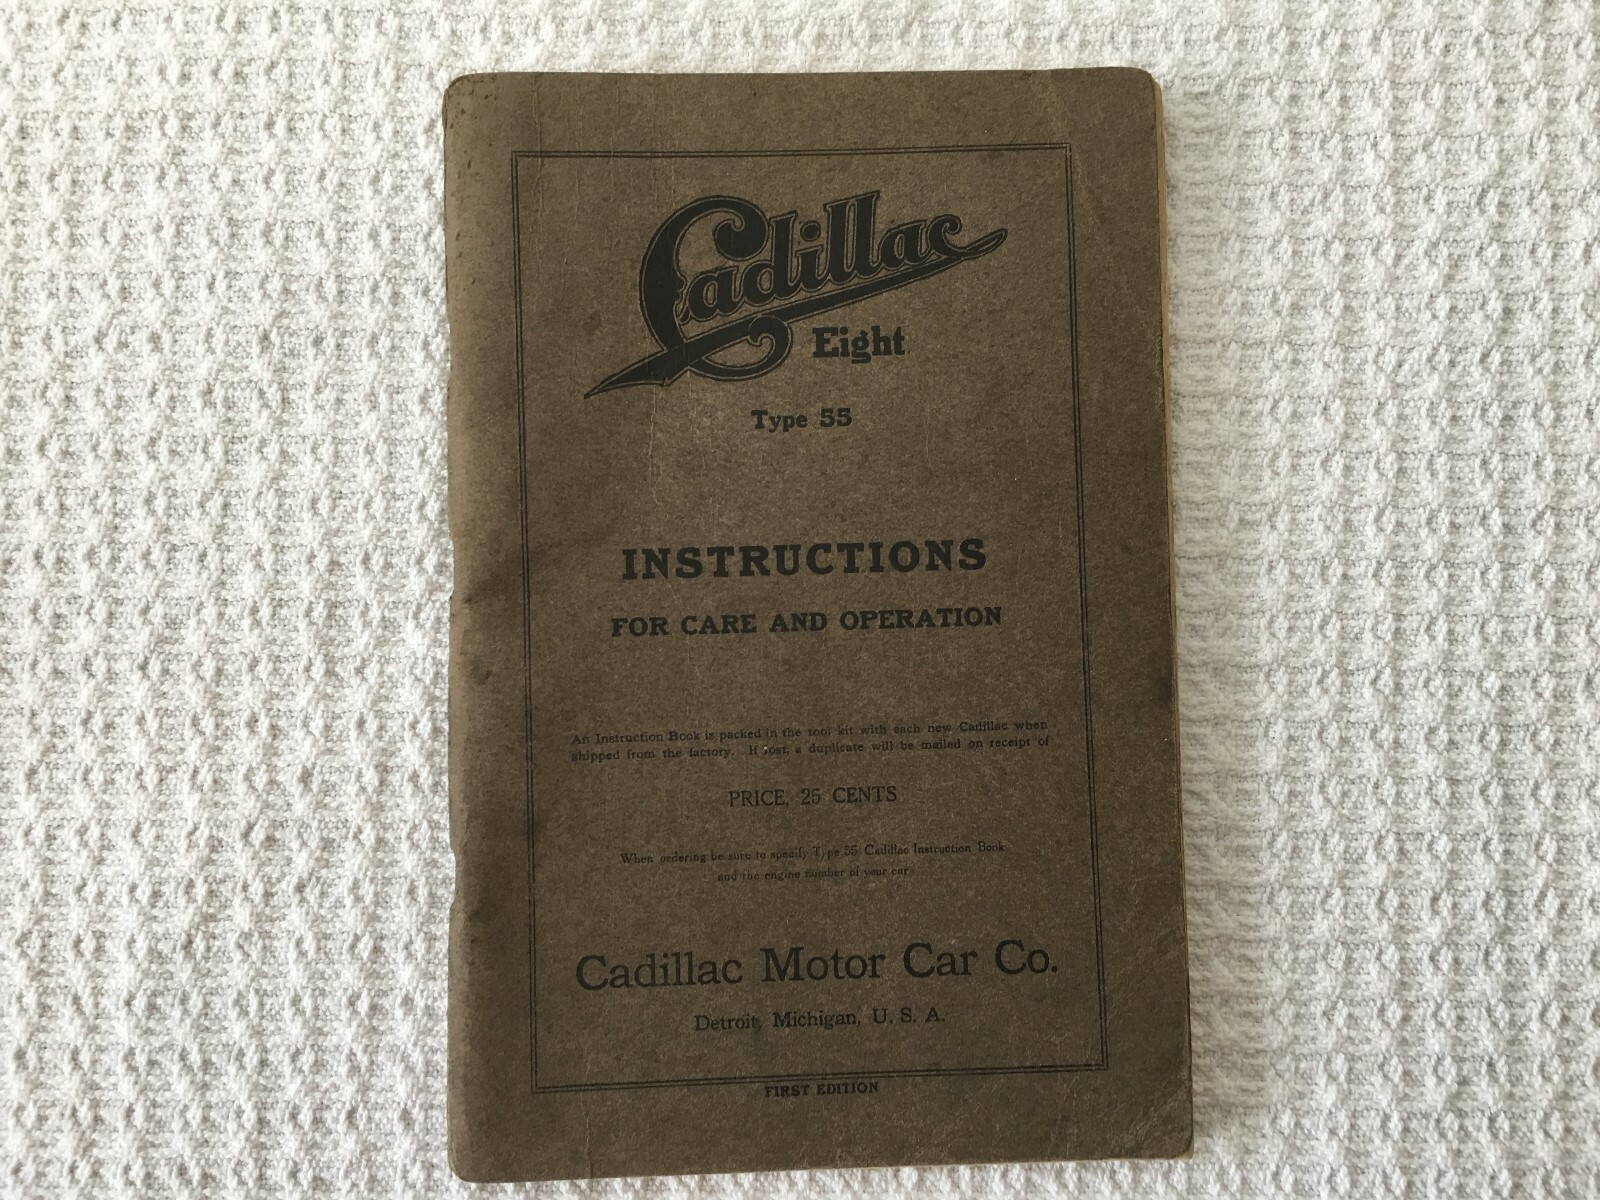 Cadillac
Eight
Type 55
INSTRUCTIONS
FOR CARE AND OPERATION
An Instruction Book is packed in the tool kit with each new Cadillac when
shipped from the factory. If lost, a duplicate will be mailed on receipt of
PRICE, 25 CENTS
When ordering be sure to specify Type 55 Cadillac Instruction Book
and the engine number of your car
Cadillac Motor Car Co.
Detroit, Michigan, U. S. A.
FIRST EDITION